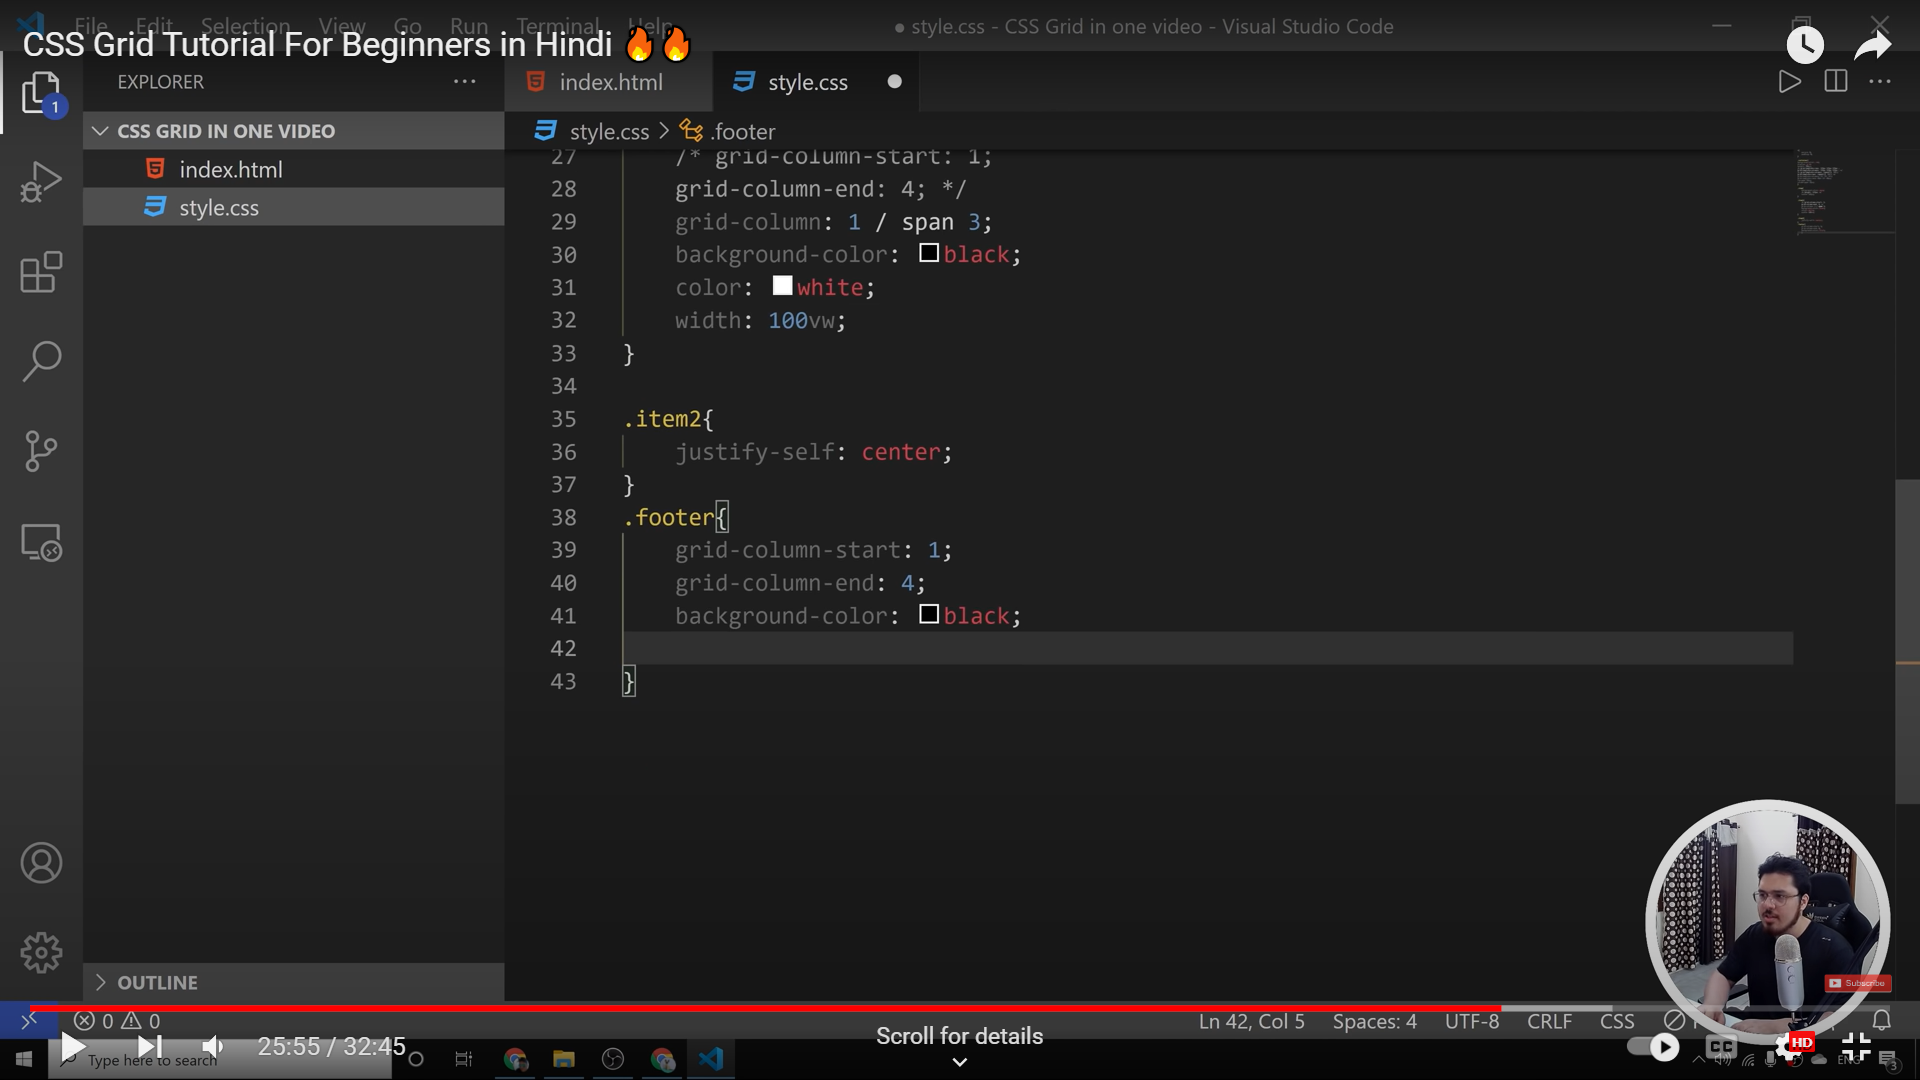 File Edit Selection View Go Run Terminal Help
● style.css - CSS Grid in one video - Visual Studio Code
CSS Grid Tutorial For Beginners in Hindi 🔥🔥
EXPLORER
index.html
style.css
1
CSS GRID IN ONE VIDEO
style.css > .footer
index.html
style.css
27 /* grid-column-start: 1;
28 grid-column-end: 4; */
29 grid-column: 1 / span 3;
30 background-color: black;
31 color: white;
32 width: 100vw;
33 }
34
35 .item2{
36 justify-self: center;
37 }
38 .footer{
39 grid-column-start: 1;
40 grid-column-end: 4;
41 background-color: black;
42
43 }
OUTLINE
Subscribe
0 0
Ln 42, Col 5 Spaces: 4 UTF-8 CRLF CSS
25:55 / 32:45
Scroll for details
CC
HD
Type here to search
ENG
3